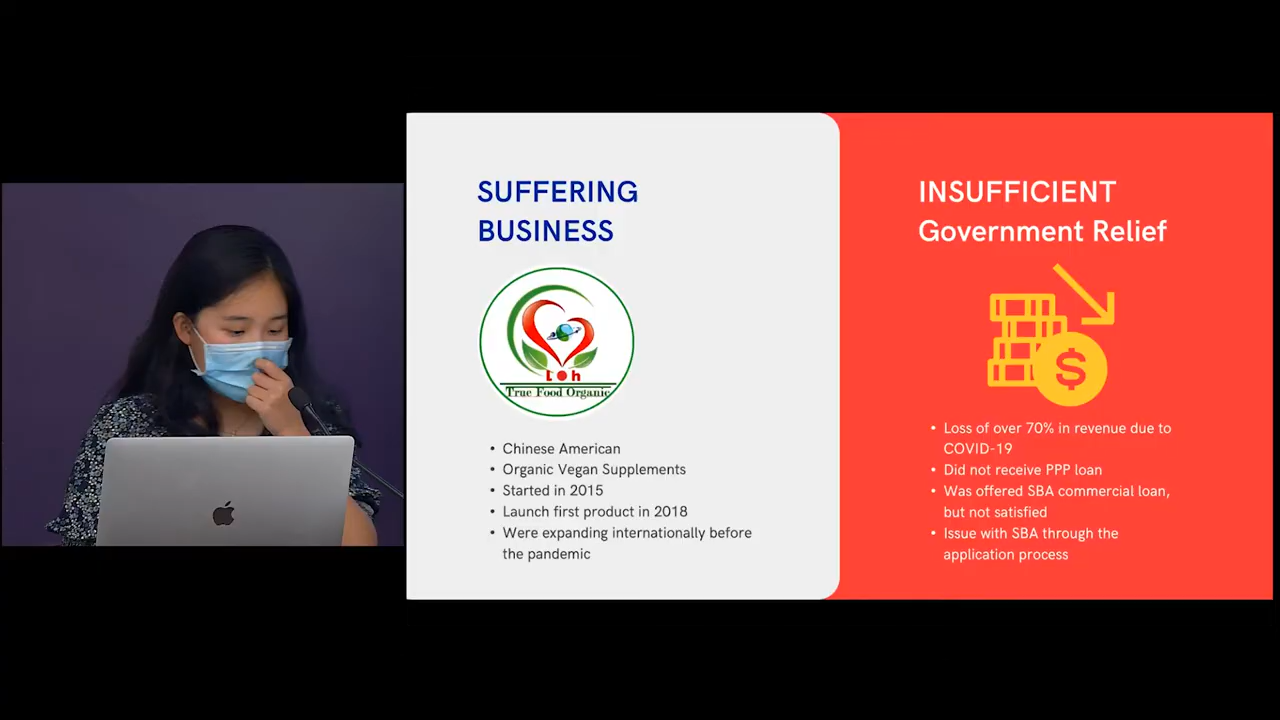 SUFFERING
BUSINESS
Loh
True Food Organic
• Chinese American
• Organic Vegan Supplements
• Started in 2015
• Launch first product in 2018
• Were expanding internationally before
the pandemic
INSUFFICIENT
Government Relief
$
• Loss of over 70% in revenue due to
COVID-19
• Did not receive PPP loan
• Was offered SBA commercial loan,
but not satisfied
• Issue with SBA through the
application process